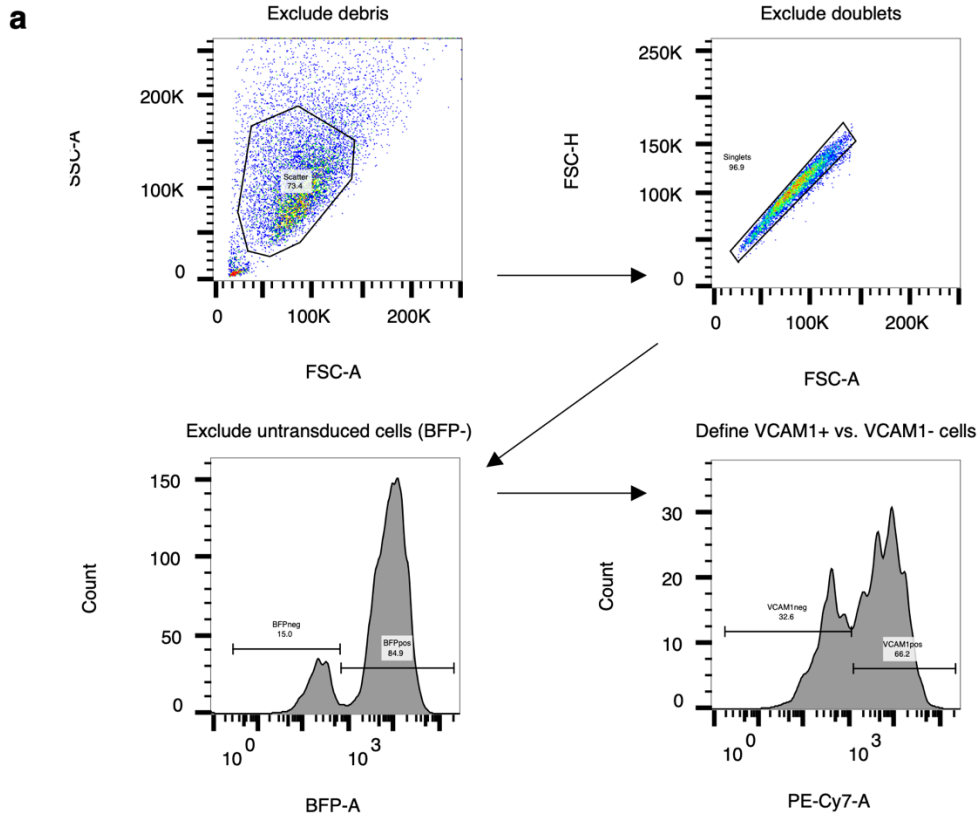 a
Exclude debris
SSC-A
200K
100K
0
Scatter
73.4
0
100K
200K
FSC-A
Exclude doublets
FSC-H
250K
150K
100K
0
Singlets
96.9
0
100K
200K
FSC-A
Exclude untransduced cells (BFP-)
Count
150
100
50
0
BFPneg
15.0
BFPpos
84.9
10^0
10^3
BFP-A
Define VCAM1+ vs. VCAM1- cells
Count
30
20
10
0
VCAM1neg
32.6
VCAM1pos
66.2
10^0
10^3
PE-Cy7-A